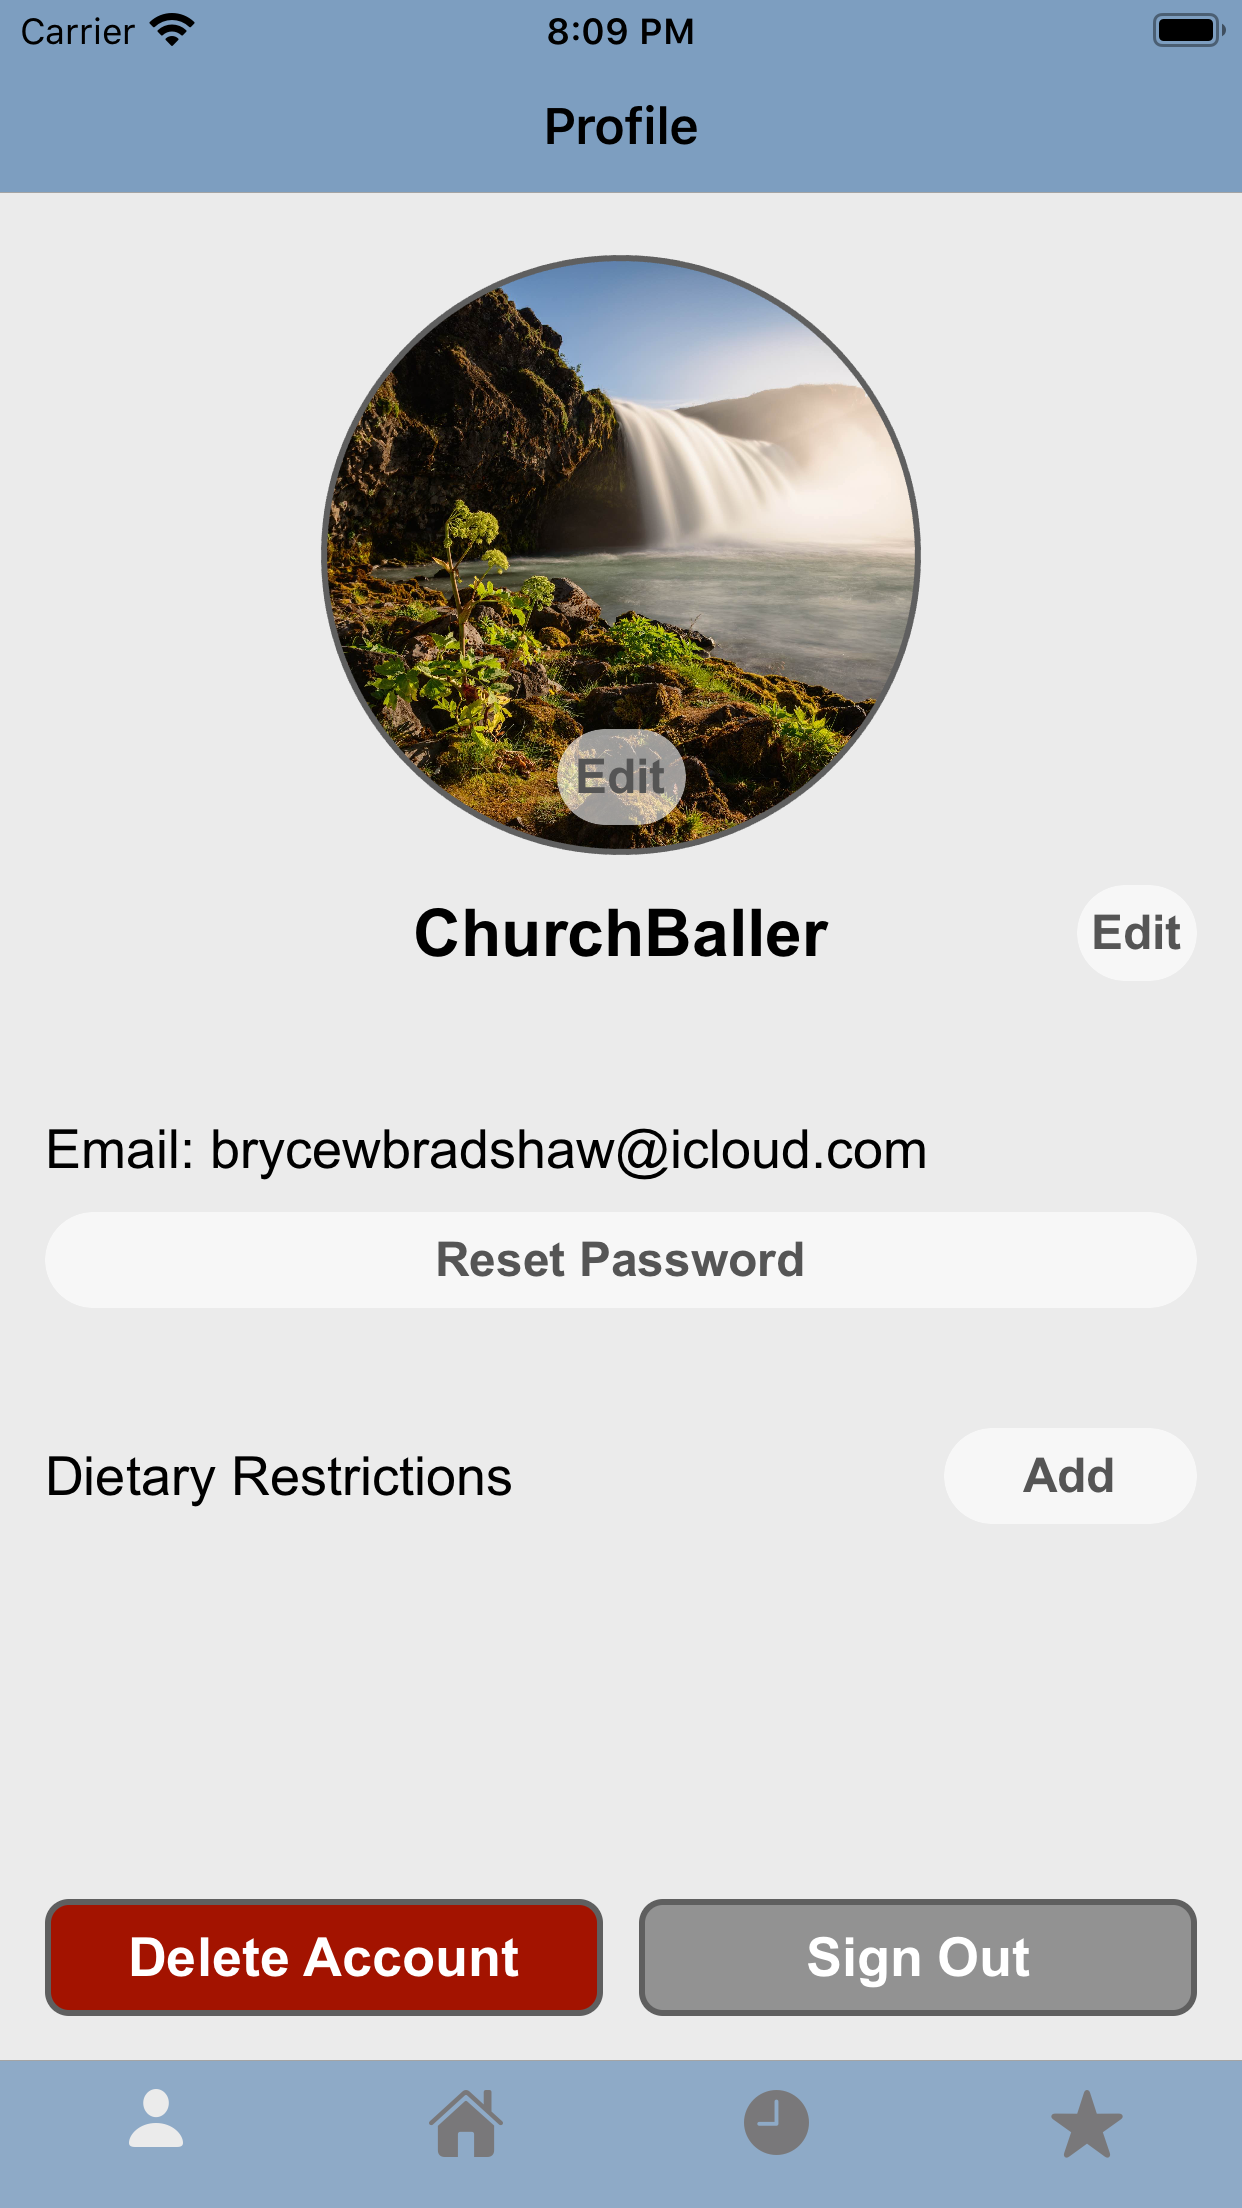 Carrier 8:09 PM
Profile
Edit
ChurchBaller Edit
Email: brycewbradshaw@icloud.com
Reset Password
Dietary Restrictions Add
Delete Account Sign Out